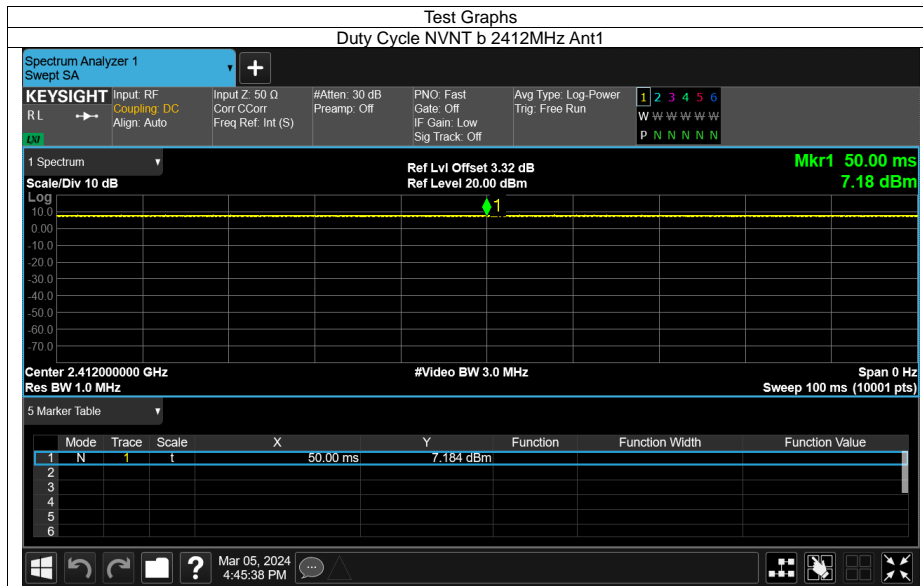 Test Graphs
Duty Cycle NVNT b 2412MHz Ant1
Spectrum Analyzer 1
Swept SA
KEYSIGHT
RL
LXI
Input: RF
Coupling: DC
Align: Auto
Input Z: 50 Ω
Corr CCorr
Freq Ref: Int (S)
#Atten: 30 dB
Preamp: Off
PNO: Fast
Gate: Off
IF Gain: Low
Sig Track: Off
Avg Type: Log-Power
Trig: Free Run
1 2 3 4 5 6
W W W W W W
P N N N N N
1 Spectrum
Scale/Div 10 dB
Ref Lvl Offset 3.32 dB
Ref Level 20.00 dBm
Mkr1 50.00 ms
7.18 dBm
Log
1
10.0
0.00
-10.0
-20.0
-30.0
-40.0
-50.0
-60.0
-70.0
Center 2.412000000 GHz
#Video BW 3.0 MHz
Span 0 Hz
Res BW 1.0 MHz
Sweep 100 ms (10001 pts)
5 Marker Table
Mode Trace Scale X Y Function Function Width Function Value
1 N 1 t 50.00 ms 7.184 dBm
2
3
4
5
6
?
Mar 05, 2024
4:45:38 PM